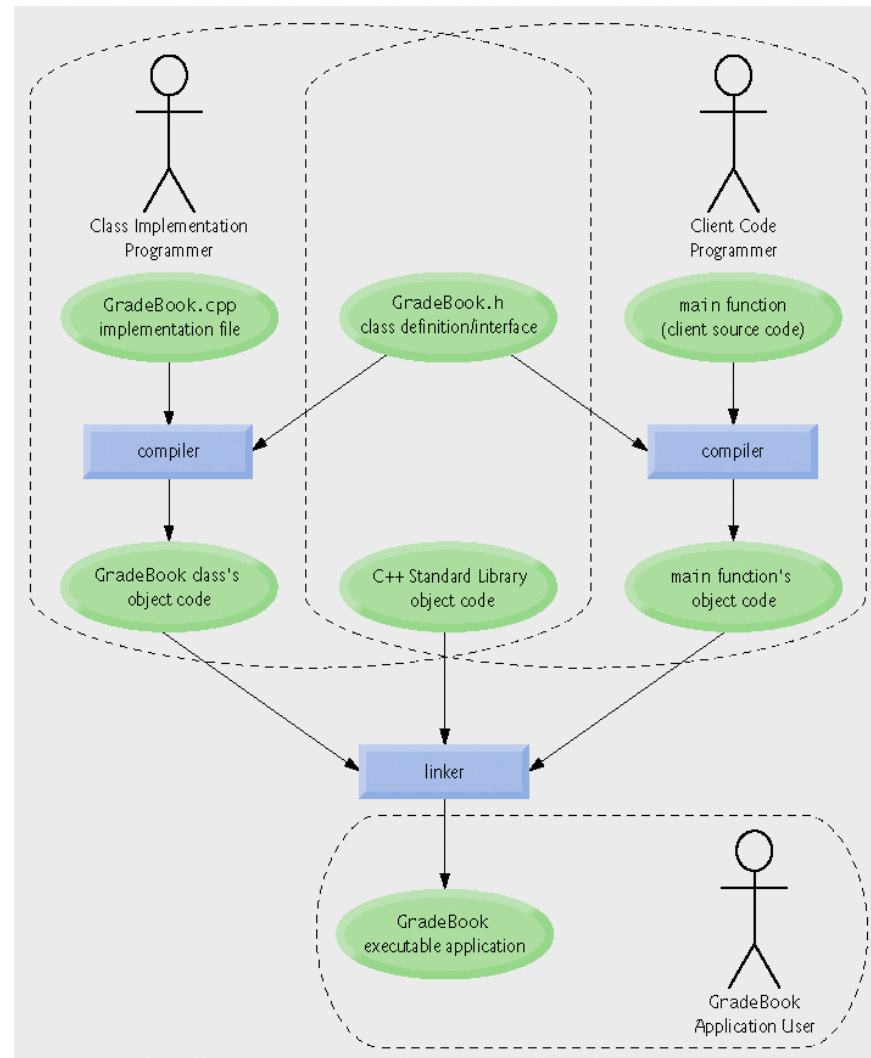 Class Implementation
Programmer
Client Code
Programmer
GradeBook.cpp
implementation file
GradeBook.h
class definition/interface
main function
(client source code)
compiler
compiler
GradeBook class's
object code
C++ Standard Library
object code
main function's
object code
linker
GradeBook
executable application
GradeBook
Application User